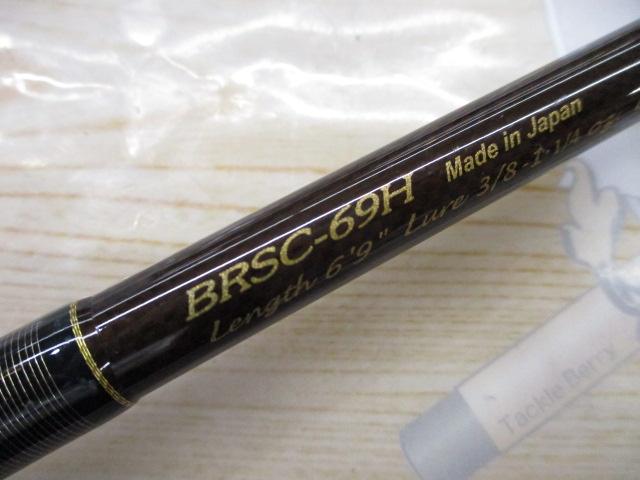 BRSC-69H Made in Japan
Length 6'9" Lure 3/8-1・1/4 oz
Tackle Berry